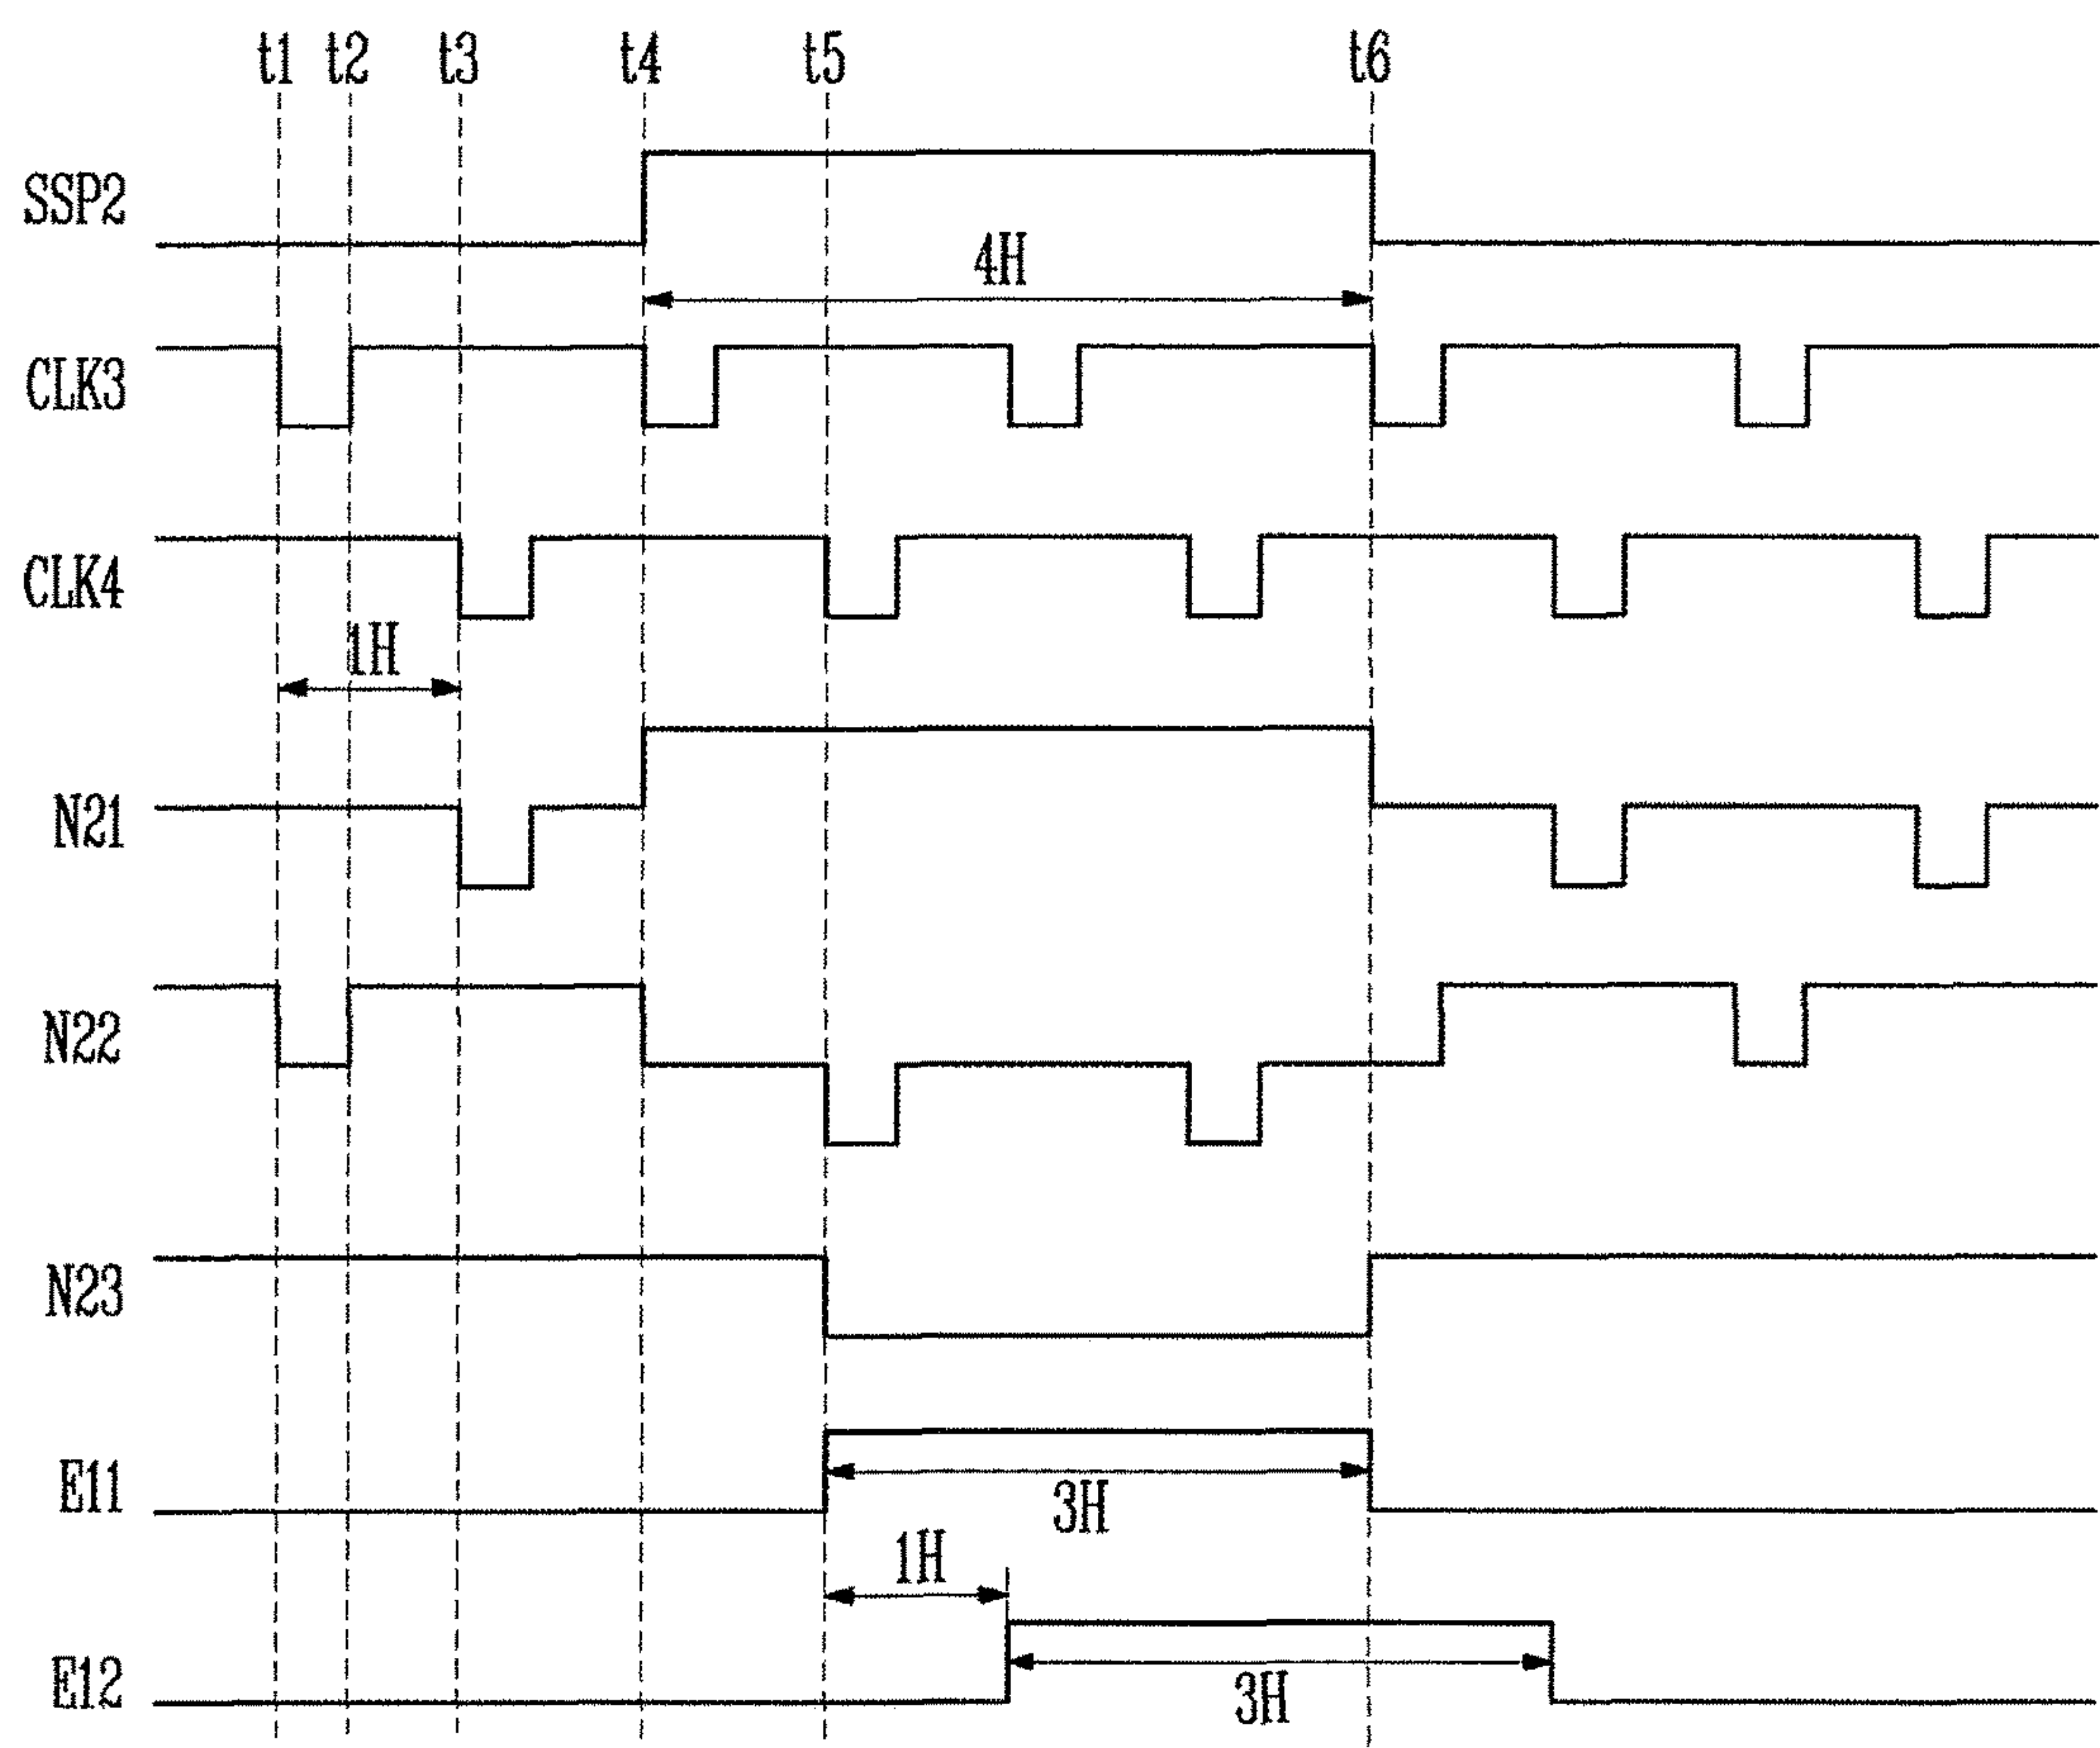 t1 t2 t3 t4 t5 t6
SSP2
4H
CLK3
CLK4
1H
N21
N22
N23
E11
3H
1H
E12
3H